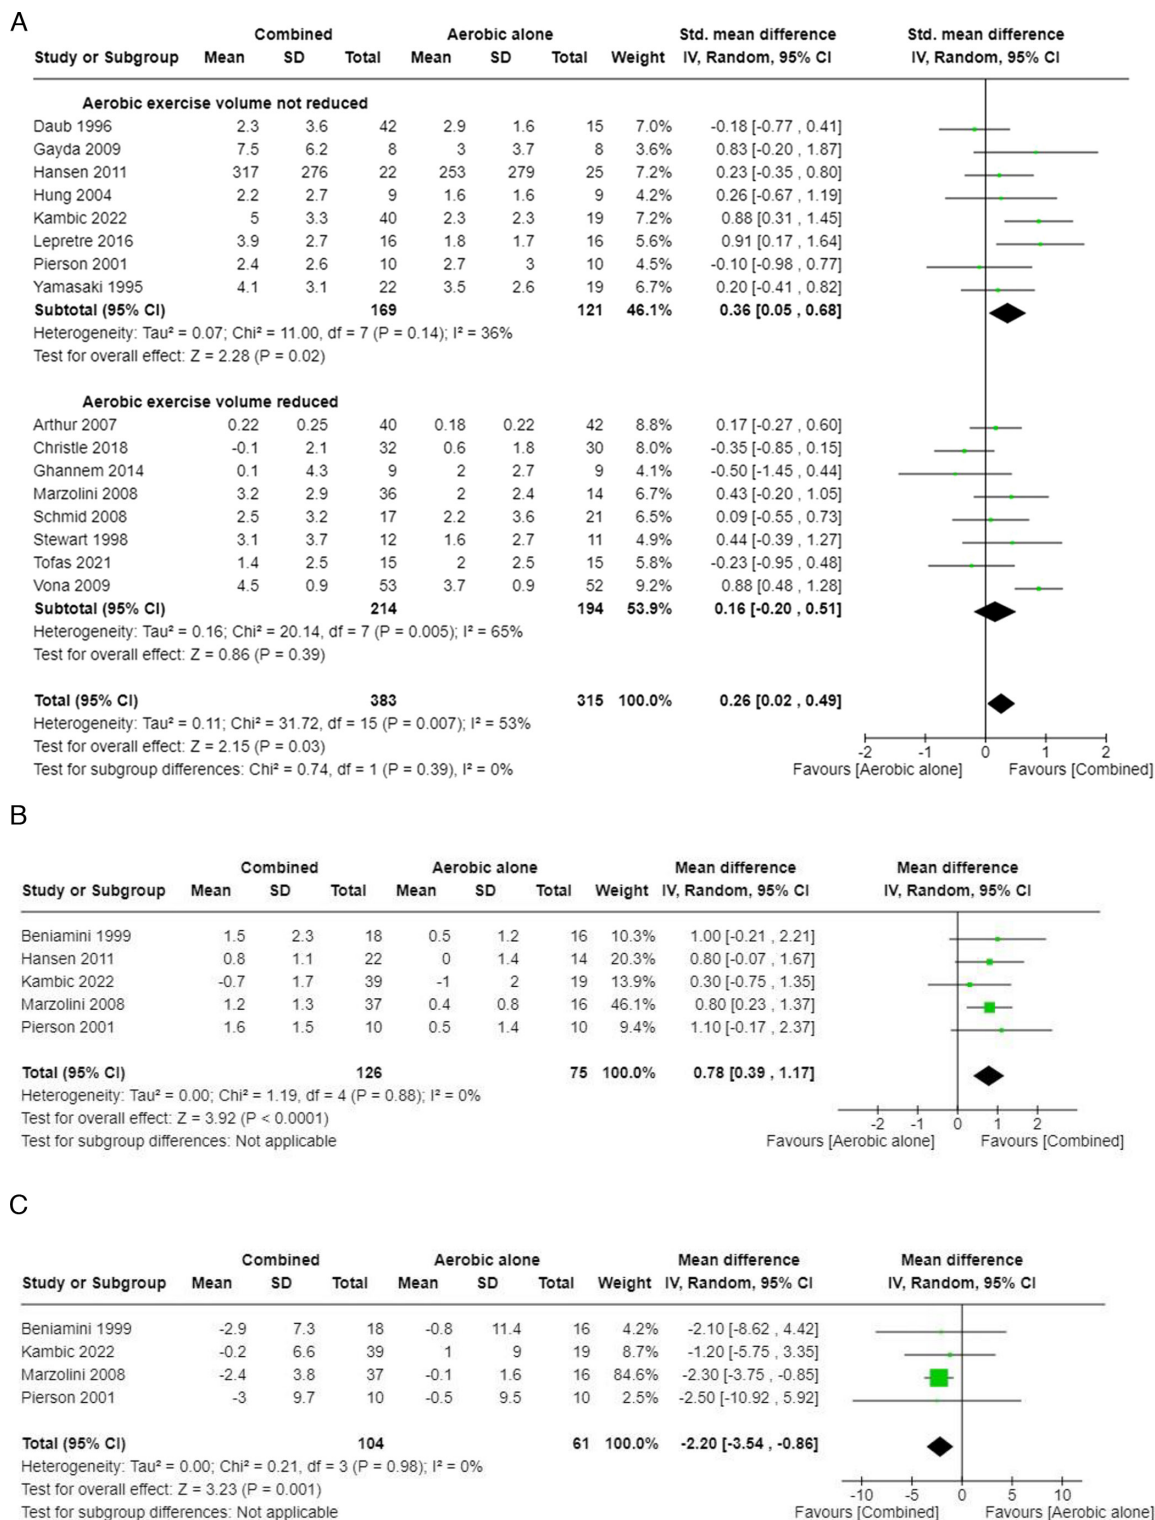 A
Combined Aerobic alone Std. mean difference Std. mean difference
Study or Subgroup Mean SD Total Mean SD Total Weight IV, Random, 95% CI IV, Random, 95% CI
Aerobic exercise volume not reduced
Daub 1996 2.3 3.6 42 2.9 1.6 15 7.0% -0.18 [-0.77 , 0.41]
Gayda 2009 7.5 6.2 8 3 3.7 8 3.6% 0.83 [-0.20 , 1.87]
Hansen 2011 317 276 22 253 279 25 7.2% 0.23 [-0.35 , 0.80]
Hung 2004 2.2 2.7 9 1.6 1.6 9 4.2% 0.26 [-0.67 , 1.19]
Kambic 2022 5 3.3 40 2.3 2.3 19 7.2% 0.88 [0.31 , 1.45]
Lepretre 2016 3.9 2.7 16 1.8 1.7 16 5.6% 0.91 [0.17 , 1.64]
Pierson 2001 2.4 2.6 10 2.7 3 10 4.5% -0.10 [-0.98 , 0.77]
Yamasaki 1995 4.1 3.1 22 3.5 2.6 19 6.7% 0.20 [-0.41 , 0.82]
Subtotal (95% CI) 169 121 46.1% 0.36 [0.05 , 0.68]
Heterogeneity: Tau² = 0.07; Chi² = 11.00, df = 7 (P = 0.14); I² = 36%
Test for overall effect: Z = 2.28 (P = 0.02)
Aerobic exercise volume reduced
Arthur 2007 0.22 0.25 40 0.18 0.22 42 8.8% 0.17 [-0.27 , 0.60]
Christle 2018 -0.1 2.1 32 0.6 1.8 30 8.0% -0.35 [-0.85 , 0.15]
Ghannem 2014 0.1 4.3 9 2 2.7 9 4.1% -0.50 [-1.45 , 0.44]
Marzolini 2008 3.2 2.9 36 2 2.4 14 6.7% 0.43 [-0.20 , 1.05]
Schmid 2008 2.5 3.2 17 2.2 3.6 21 6.5% 0.09 [-0.55 , 0.73]
Stewart 1998 3.1 3.7 12 1.6 2.7 11 4.9% 0.44 [-0.39 , 1.27]
Tofas 2021 1.4 2.5 15 2 2.5 15 5.8% -0.23 [-0.95 , 0.48]
Vona 2009 4.5 0.9 53 3.7 0.9 52 9.2% 0.88 [0.48 , 1.28]
Subtotal (95% CI) 214 194 53.9% 0.16 [-0.20 , 0.51]
Heterogeneity: Tau² = 0.16; Chi² = 20.14, df = 7 (P = 0.005); I² = 65%
Test for overall effect: Z = 0.86 (P = 0.39)
Total (95% CI) 383 315 100.0% 0.26 [0.02 , 0.49]
Heterogeneity: Tau² = 0.11; Chi² = 31.72, df = 15 (P = 0.007); I² = 53%
Test for overall effect: Z = 2.15 (P = 0.03)
Test for subgroup differences: Chi² = 0.74, df = 1 (P = 0.39), I² = 0%
-2 -1 0 1 2
Favours [Aerobic alone] Favours [Combined]
B
Combined Aerobic alone Mean difference Mean difference
Study or Subgroup Mean SD Total Mean SD Total Weight IV, Random, 95% CI IV, Random, 95% CI
Beniamini 1999 1.5 2.3 18 0.5 1.2 16 10.3% 1.00 [-0.21 , 2.21]
Hansen 2011 0.8 1.1 22 0 1.4 14 20.3% 0.80 [-0.07 , 1.67]
Kambic 2022 -0.7 1.7 39 -1 2 19 13.9% 0.30 [-0.75 , 1.35]
Marzolini 2008 1.2 1.3 37 0.4 0.8 16 46.1% 0.80 [0.23 , 1.37]
Pierson 2001 1.6 1.5 10 0.5 1.4 10 9.4% 1.10 [-0.17 , 2.37]
Total (95% CI) 126 75 100.0% 0.78 [0.39 , 1.17]
Heterogeneity: Tau² = 0.00; Chi² = 1.19, df = 4 (P = 0.88); I² = 0%
Test for overall effect: Z = 3.92 (P < 0.0001)
Test for subgroup differences: Not applicable
-2 -1 0 1 2
Favours [Aerobic alone] Favours [Combined]
C
Combined Aerobic alone Mean difference Mean difference
Study or Subgroup Mean SD Total Mean SD Total Weight IV, Random, 95% CI IV, Random, 95% CI
Beniamini 1999 -2.9 7.3 18 -0.8 11.4 16 4.2% -2.10 [-8.62 , 4.42]
Kambic 2022 -0.2 6.6 39 1 9 19 8.7% -1.20 [-5.75 , 3.35]
Marzolini 2008 -2.4 3.8 37 -0.1 1.6 16 84.6% -2.30 [-3.75 , -0.85]
Pierson 2001 -3 9.7 10 -0.5 9.5 10 2.5% -2.50 [-10.92 , 5.92]
Total (95% CI) 104 61 100.0% -2.20 [-3.54 , -0.86]
Heterogeneity: Tau² = 0.00; Chi² = 0.21, df = 3 (P = 0.98); I² = 0%
Test for overall effect: Z = 3.23 (P = 0.001)
Test for subgroup differences: Not applicable
-10 -5 0 5 10
Favours [Combined] Favours [Aerobic alone]